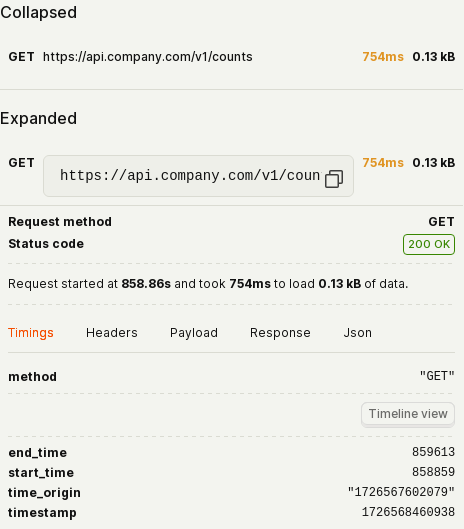 Collapsed
GET https://api.company.com/v1/counts 754ms 0.13 kB
Expanded
GET https://api.company.com/v1/coun 754ms 0.13 kB
Request method GET
Status code 200 OK
Request started at 858.86s and took 754ms to load 0.13 kB of data.
Timings Headers Payload Response Json
method "GET"
Timeline view
end_time 859613
start_time 858859
time_origin "1726567602079"
timestamp 1726568460938